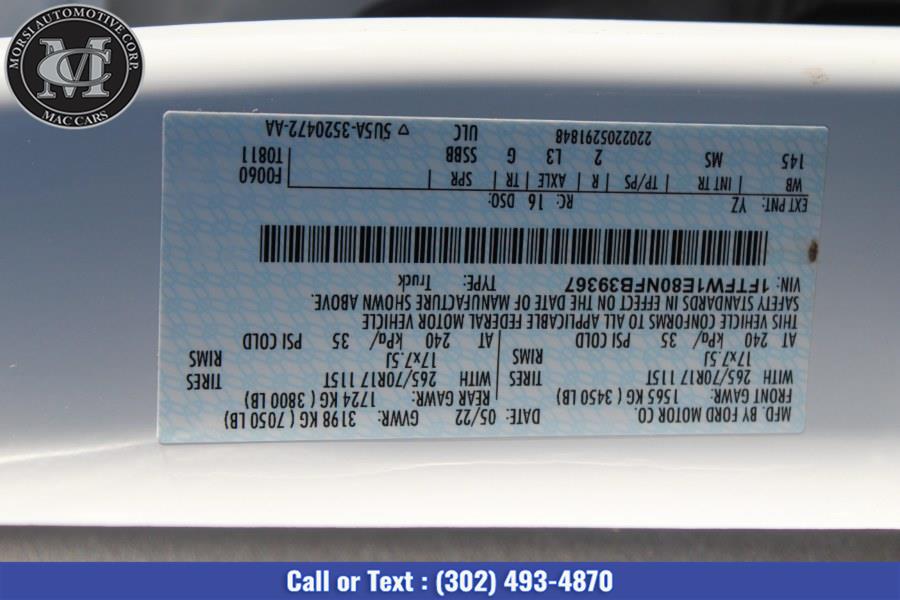 MORSI AUTOMOTIVE CORP.
MC
MAC CARS
MFD. BY FORD MOTOR CO.
DATE: 05/22 GVWR: 3198 KG ( 7050 LB)
FRONT GAWR: 1565 KG ( 3450 LB) REAR GAWR: 1724 KG ( 3800 LB)
WITH 265/70R17 115T TIRES WITH 265/70R17 115T TIRES
17x7.5J RIMS 17x7.5J RIMS
AT 240 kPa/ 35 PSI COLD AT 240 kPa/ 35 PSI COLD
THIS VEHICLE CONFORMS TO ALL APPLICABLE FEDERAL MOTOR VEHICLE
SAFETY STANDARDS IN EFFECT ON THE DATE OF MANUFACTURE SHOWN ABOVE.
VIN: 1FTFW1E80NFB39367 TYPE: Truck
EXT PNT: YZ RC: 16 DSO: F0060
WB | INT TR | TP/PS | R | AXLE | TR | SPR T0811
145 MS 2 L3 G SSBB
2202205291848 ULC ▽ 5U5A-3520472-AA
Call or Text : (302) 493-4870